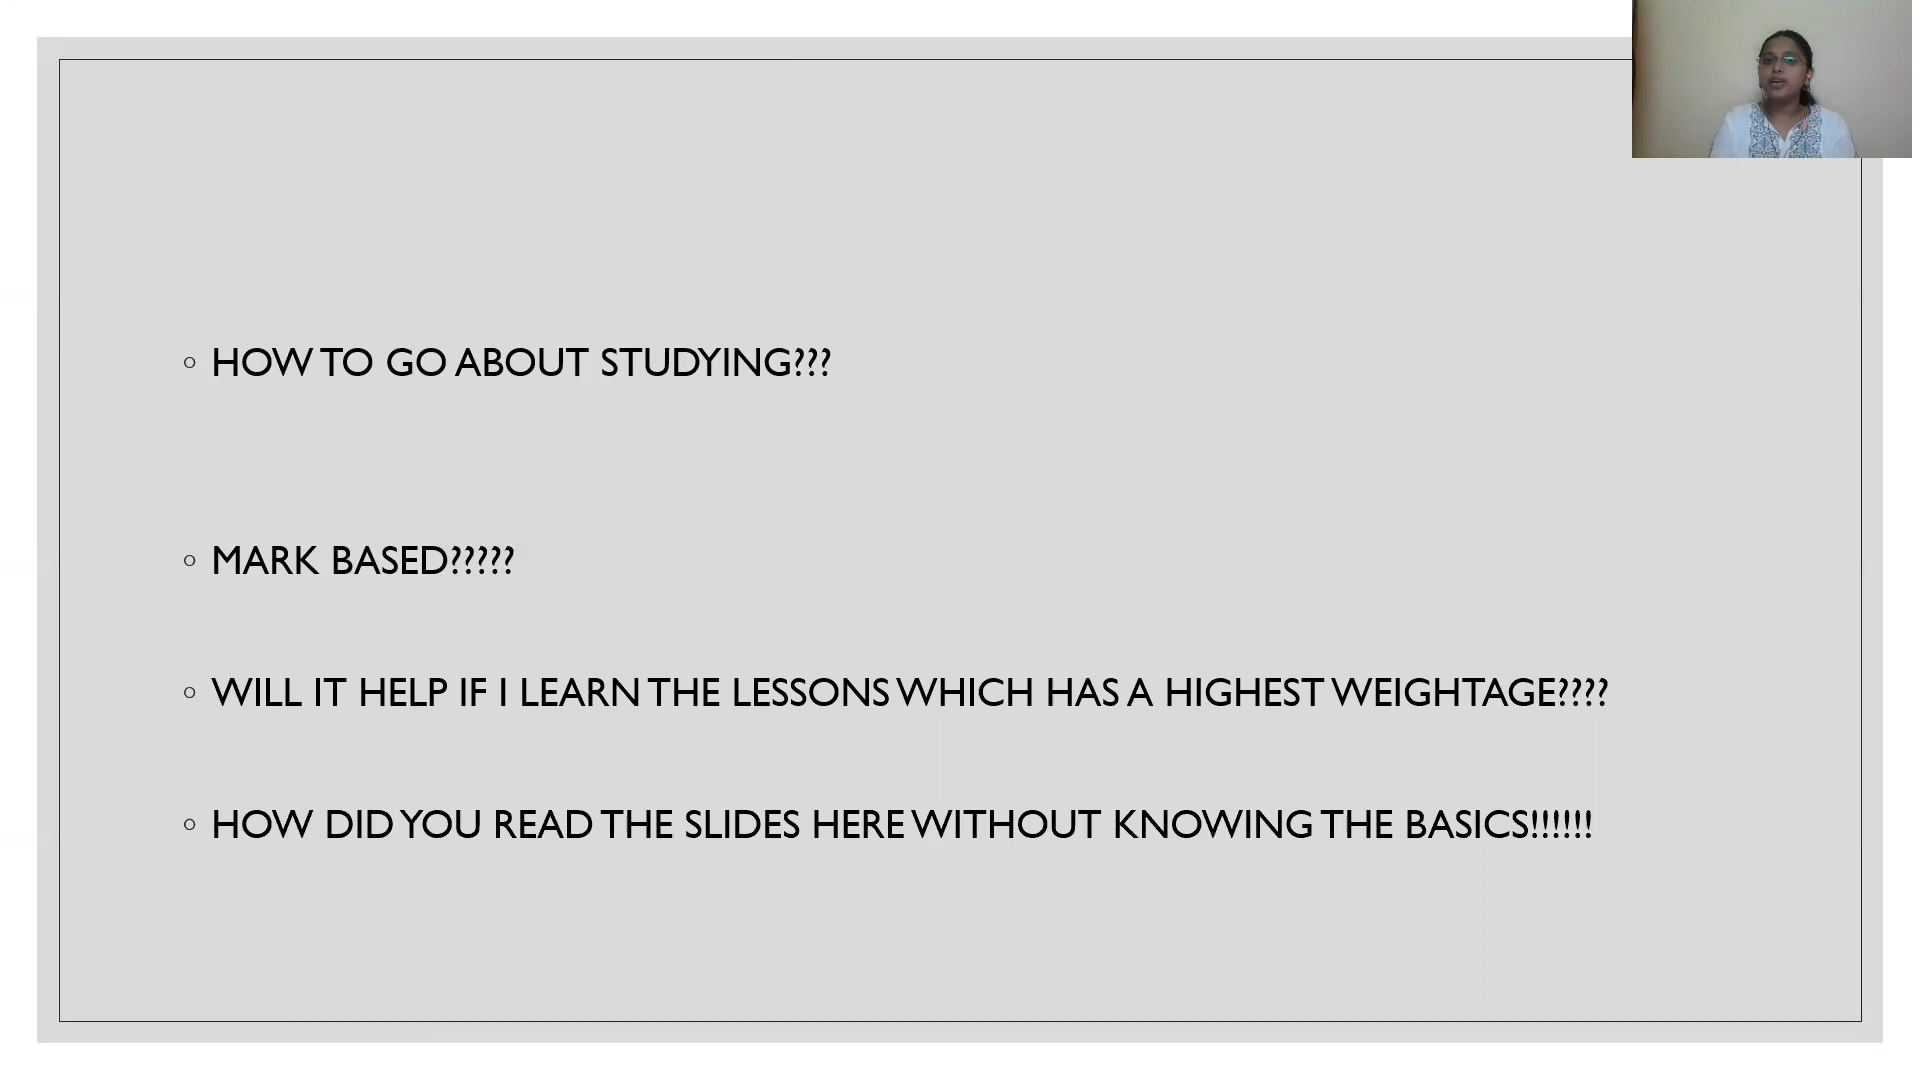 HOW TO GO ABOUT STUDYING???
MARK BASED?????
WILL IT HELP IF I LEARN THE LESSONS WHICH HAS A HIGHEST WEIGHTAGE????
HOW DID YOU READ THE SLIDES HERE WITHOUT KNOWING THE BASICS!!!!!!